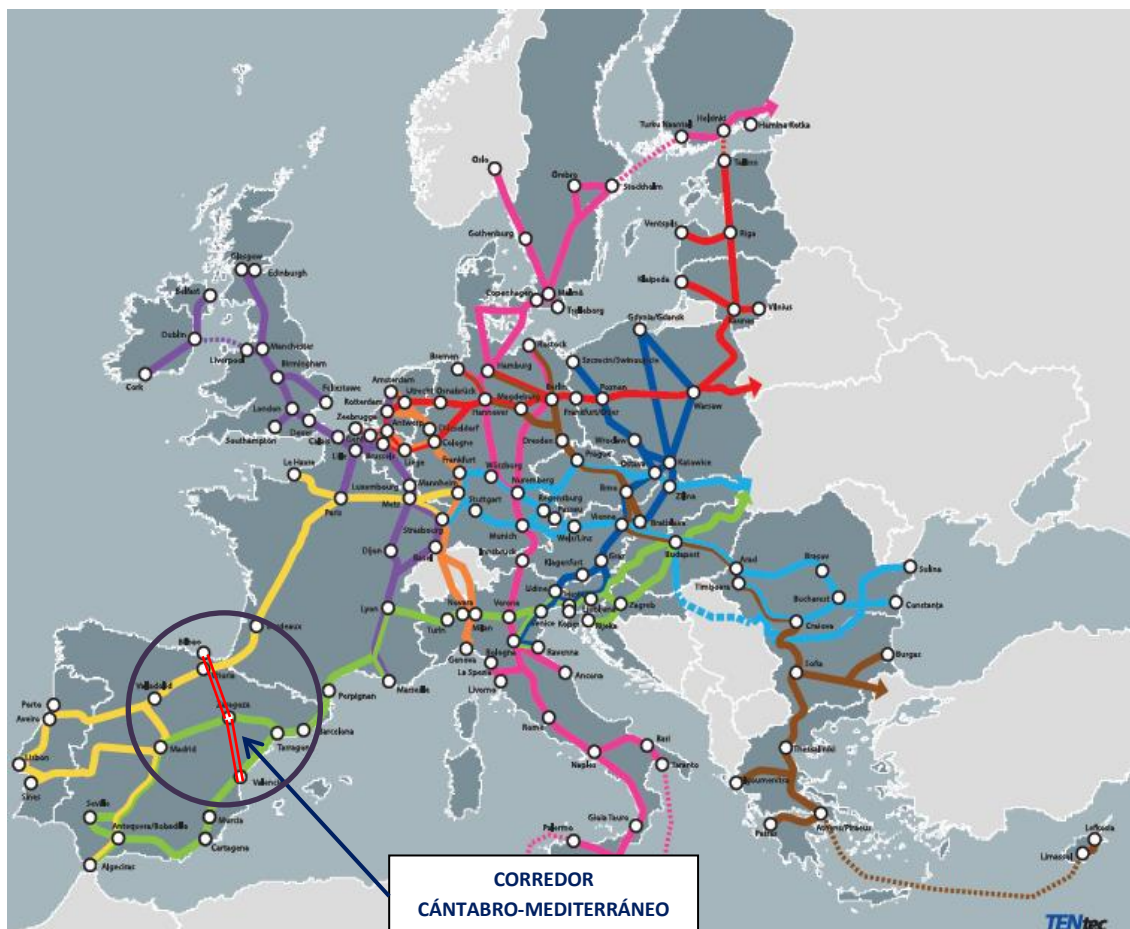 Oslo
Örebro
Stockholm
Turku Naantali
Helsinki
Hamina Kotka
Tallinn
Gothenburg
Ventspils
Riga
Glasgow
Edinburgh
Klaipeda
Belfast
Copenhagen
Malmö
Trelleborg
Kaunas
Vilnius
Dublin
Gdynia/Gdansk
Manchester
Liverpool
Rostock
Cork
Birmingham
Bremen
Hamburg
Szczecin/Swinoujscie
Felixstowe
Amsterdam
Utrecht
Osnabrück
Magdeburg
Berlin
Poznan
Rotterdam
Warsaw
London
Zeebrugge
Hannover
Frankfurt/Oder
Southampton
Dover
Antwerp
Düsseldorf
Calais
Cologne
Dresden
Wroclaw
Lille
Brussels
Liège
Le Havre
Frankfurt
Prague
Ostrava
Katowice
Luxembourg
Mannheim
Würzburg
Nuremberg
Metz
Regensburg
Brno
Zilina
Paris
Stuttgart
Passau
Strasbourg
Vienne
Munich
Wels/Linz
Bratislava
Dijon
Basel
Innsbruck
Budapest
Graz
Arad
Brasov
Sulina
Klagenfurt
Timişoara
Lyon
Novara
Udine
Bucharest
Constanţa
Turin
Milan
Verona
Venice
Koper
Ljubljana
Zagreb
Craiova
Rijeka
Bordeaux
Genova
Bologna
Ravenna
Bilbao
La Spezia
Sofia
Burgas
Vitoria
Marseille
Livorno
Ancona
Valladolid
Perpignan
Porto
Zaragoza
Aveiro
Barcelona
Rome
Madrid
Tarragona
Bari
Thessaloniki
Lisbon
Naples
Taranto
Valencia
Igoumenitsa
Sines
Sevilla
Murcia
Gioia Tauro
Antequera/Bobadilla
Palermo
Patras
Athens/Piraeus
Cartagena
Lefkosia
Algeciras
Limassol
CORREDOR
CÁNTABRO-MEDITERRÁNEO
TENtec